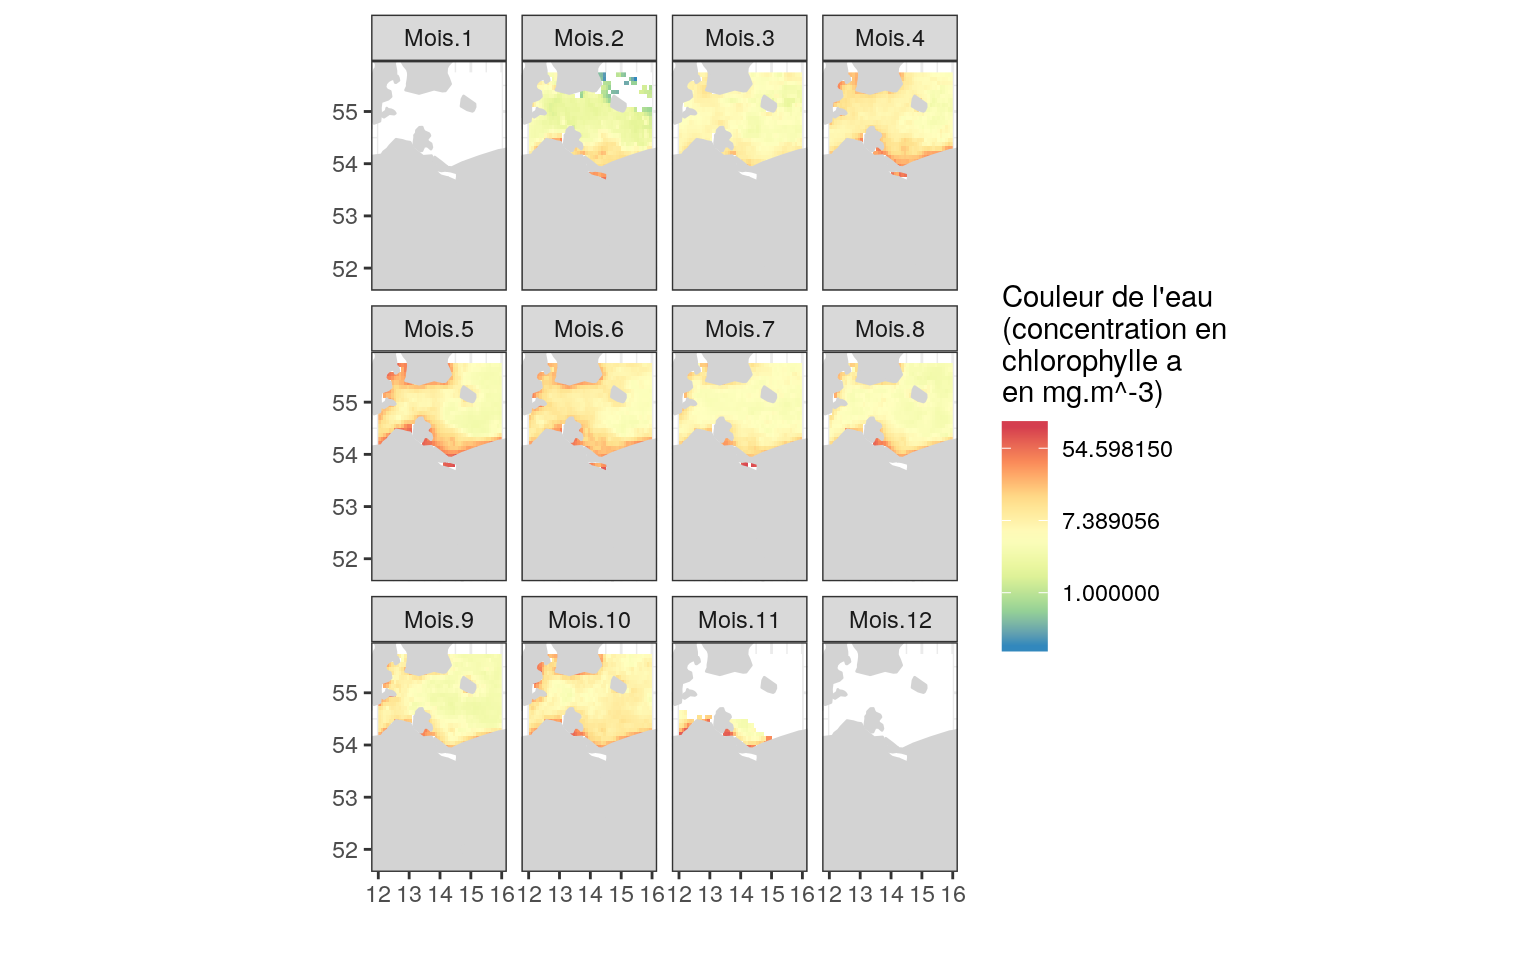 Mois.1 Mois.2 Mois.3 Mois.4
55
54
53
52
Mois.5 Mois.6 Mois.7 Mois.8
55
54
53
52
Mois.9 Mois.10 Mois.11 Mois.12
55
54
53
52
12 13 14 15 16 12 13 14 15 16 12 13 14 15 16 12 13 14 15 16
Couleur de l'eau
(concentration en
chlorophylle a
en mg.m^-3)
54.598150
7.389056
1.000000